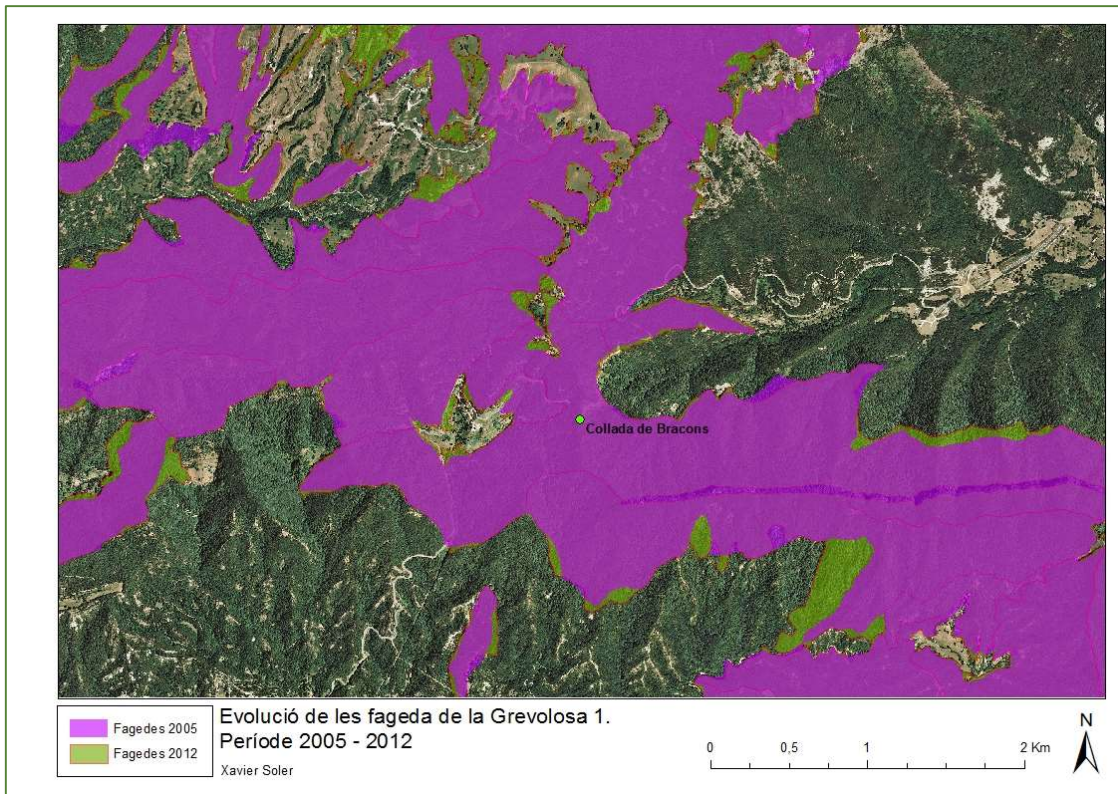 Collada de Bracons
Fagedes 2005
Fagedes 2012
Evolució de les fageda de la Grevolosa 1.
Període 2005 - 2012
Xavier Soler
0 0,5 1 2 Km
N